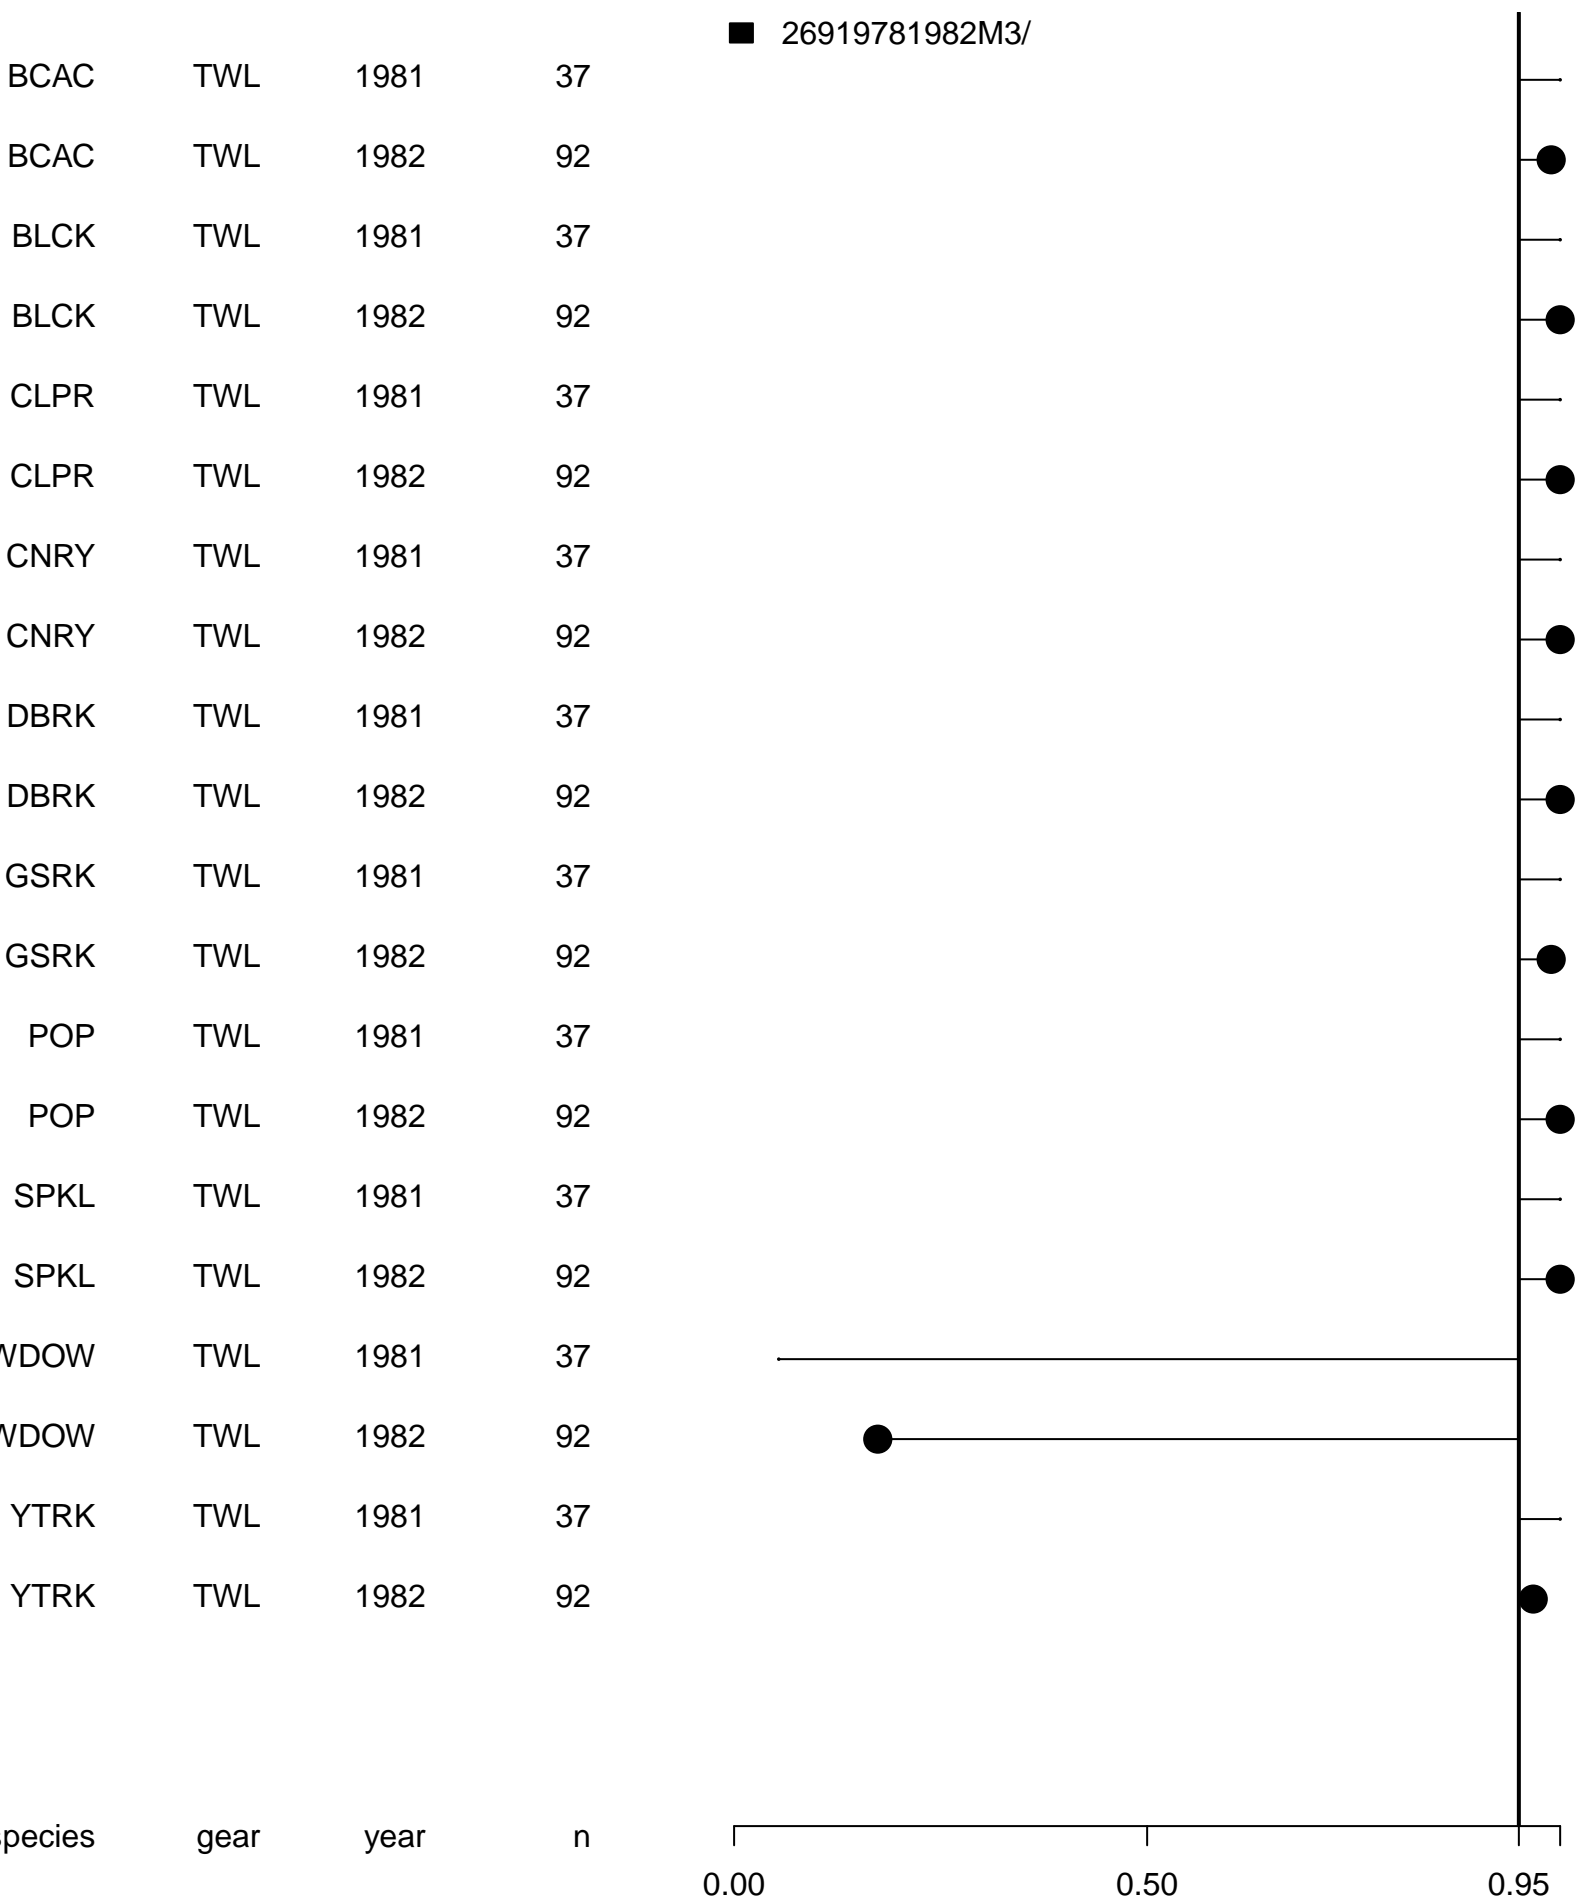 26919781982M3/
BCAC TWL 1981 37
BCAC TWL 1982 92
BLCK TWL 1981 37
BLCK TWL 1982 92
CLPR TWL 1981 37
CLPR TWL 1982 92
CNRY TWL 1981 37
CNRY TWL 1982 92
DBRK TWL 1981 37
DBRK TWL 1982 92
GSRK TWL 1981 37
GSRK TWL 1982 92
POP TWL 1981 37
POP TWL 1982 92
SPKL TWL 1981 37
SPKL TWL 1982 92
WDOW TWL 1981 37
WDOW TWL 1982 92
YTRK TWL 1981 37
YTRK TWL 1982 92
species gear year n
0.00 0.50 0.95